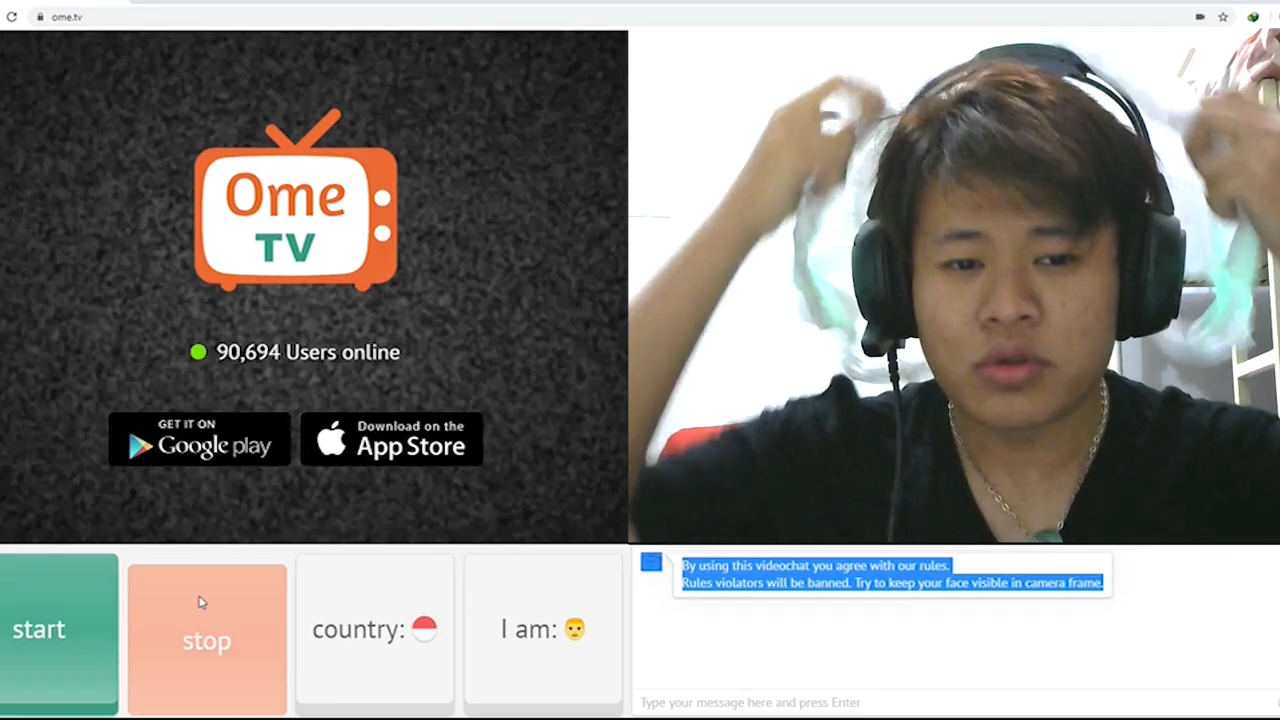 ome.tv
Ome
TV
90,694 Users online
GET IT ON
Google play
Download on the
App Store
start
stop
country:
I am:
By using this videochat you agree with our rules.
Rules violators will be banned. Try to keep your face visible in camera frame.
Type your message here and press Enter